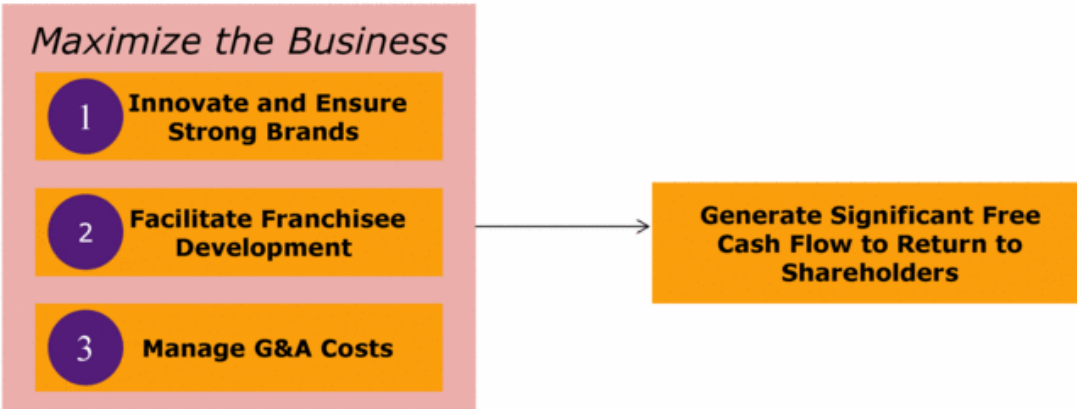 Maximize the Business
1
Innovate and Ensure
Strong Brands
2
Facilitate Franchisee
Development
3
Manage G&A Costs
Generate Significant Free
Cash Flow to Return to
Shareholders